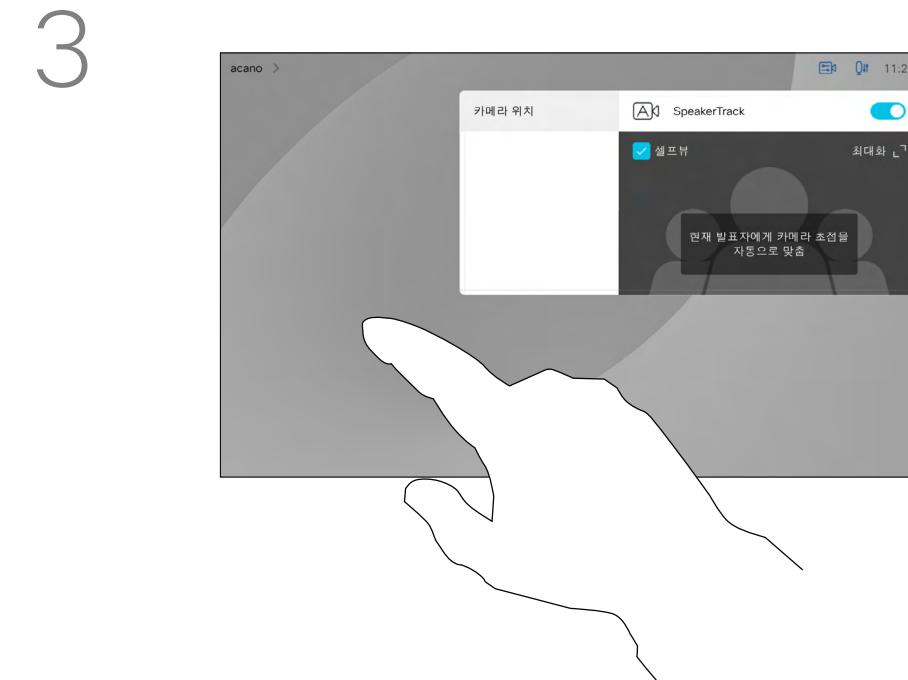 3
acano >
11:2
카메라 위치
SpeakerTrack
셀프뷰
최대화
현재 발표자에게 카메라 초점을
자동으로 맞춤